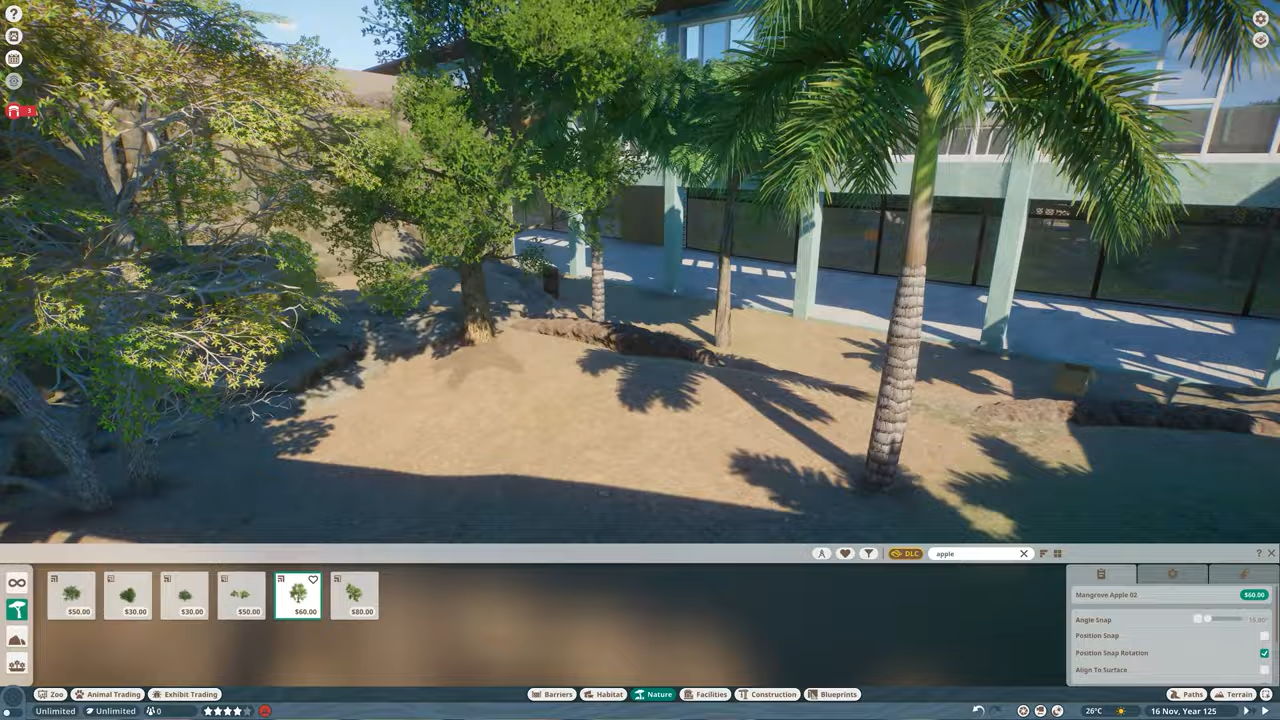 ?
3
DLC
apple
?
$50.00
$30.00
$30.00
$50.00
$60.00
$80.00
Mangrove Apple 02
$60.00
Angle Snap
Position Snap
Position Snap Rotation
Align To Surface
Zoo
Animal Trading
Exhibit Trading
Barriers
Habitat
Nature
Facilities
Construction
Blueprints
Paths
Terrain
Unlimited
Unlimited
0
26°C
16 Nov, Year 125